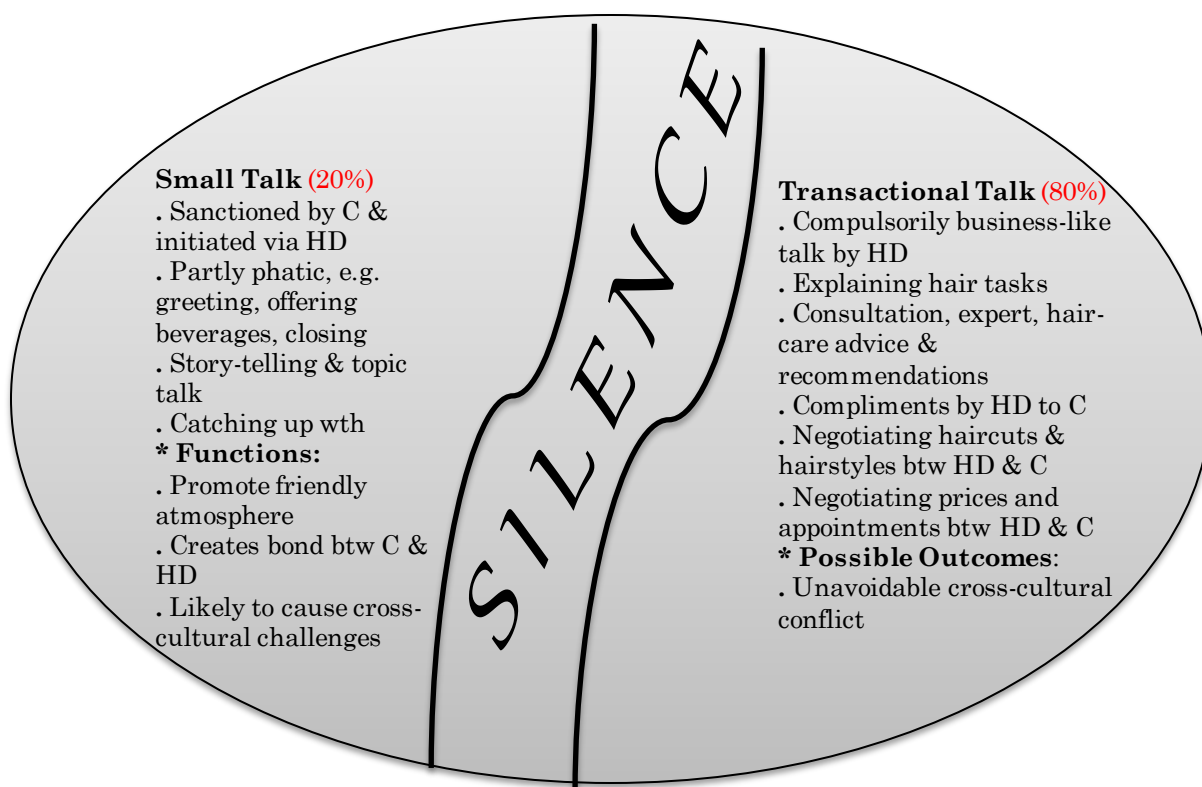 Small Talk (20%)
. Sanctioned by C &
initiated via HD
. Partly phatic, e.g.
greeting, offering
beverages, closing
. Story-telling & topic
talk
. Catching up wth
* Functions:
. Promote friendly
atmosphere
. Creates bond btw C &
HD
. Likely to cause cross-
cultural challenges
SILENCE
Transactional Talk (80%)
. Compulsorily business-like
talk by HD
. Explaining hair tasks
. Consultation, expert, hair-
care advice &
recommendations
. Compliments by HD to C
. Negotiating haircuts &
hairstyles btw HD & C
. Negotiating prices and
appointments btw HD & C
* Possible Outcomes:
. Unavoidable cross-cultural
conflict